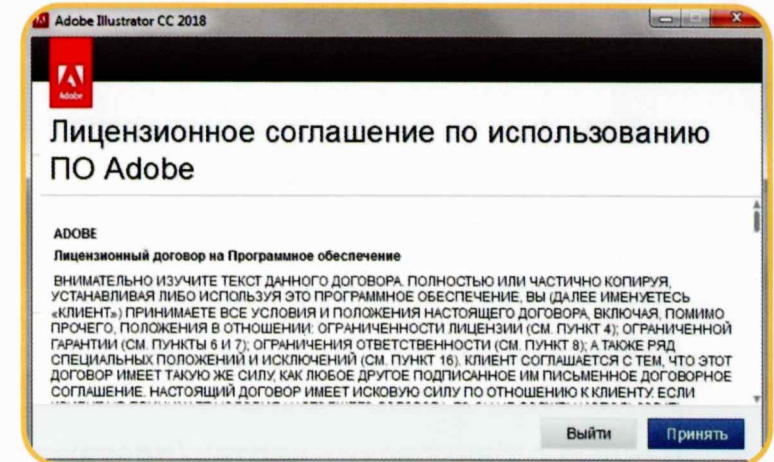 Adobe Illustrator CC 2018
Adobe
Лицензионное соглашение по использованию
ПО Adobe
ADOBE
Лицензионный договор на Программное обеспечение
ВНИМАТЕЛЬНО ИЗУЧИТЕ ТЕКСТ ДАННОГО ДОГОВОРА. ПОЛНОСТЬЮ ИЛИ ЧАСТИЧНО КОПИРУЯ,
УСТАНАВЛИВАЯ ЛИБО ИСПОЛЬЗУЯ ЭТО ПРОГРАММНОЕ ОБЕСПЕЧЕНИЕ, ВЫ (ДАЛЕЕ ИМЕНУЕТЕСЬ
«КЛИЕНТ») ПРИНИМАЕТЕ ВСЕ УСЛОВИЯ И ПОЛОЖЕНИЯ НАСТОЯЩЕГО ДОГОВОРА, ВКЛЮЧАЯ, ПОМИМО
ПРОЧЕГО, ПОЛОЖЕНИЯ В ОТНОШЕНИИ: ОГРАНИЧЕННОСТИ ЛИЦЕНЗИИ (СМ. ПУНКТ 4); ОГРАНИЧЕННОЙ
ГАРАНТИИ (СМ. ПУНКТЫ 6 И 7); ОГРАНИЧЕНИЯ ОТВЕТСТВЕННОСТИ (СМ. ПУНКТ 8); А ТАКЖЕ РЯД
СПЕЦИАЛЬНЫХ ПОЛОЖЕНИЙ И ИСКЛЮЧЕНИЙ (СМ. ПУНКТ 16). КЛИЕНТ СОГЛАШАЕТСЯ С ТЕМ, ЧТО ЭТОТ
ДОГОВОР ИМЕЕТ ТАКУЮ ЖЕ СИЛУ, КАК ЛЮБОЕ ДРУГОЕ ПОДПИСАННОЕ ИМ ПИСЬМЕННОЕ ДОГОВОРНОЕ
СОГЛАШЕНИЕ. НАСТОЯЩИЙ ДОГОВОР ИМЕЕТ ИСКОВУЮ СИЛУ ПО ОТНОШЕНИЮ К КЛИЕНТУ. ЕСЛИ
Выйти
Принять